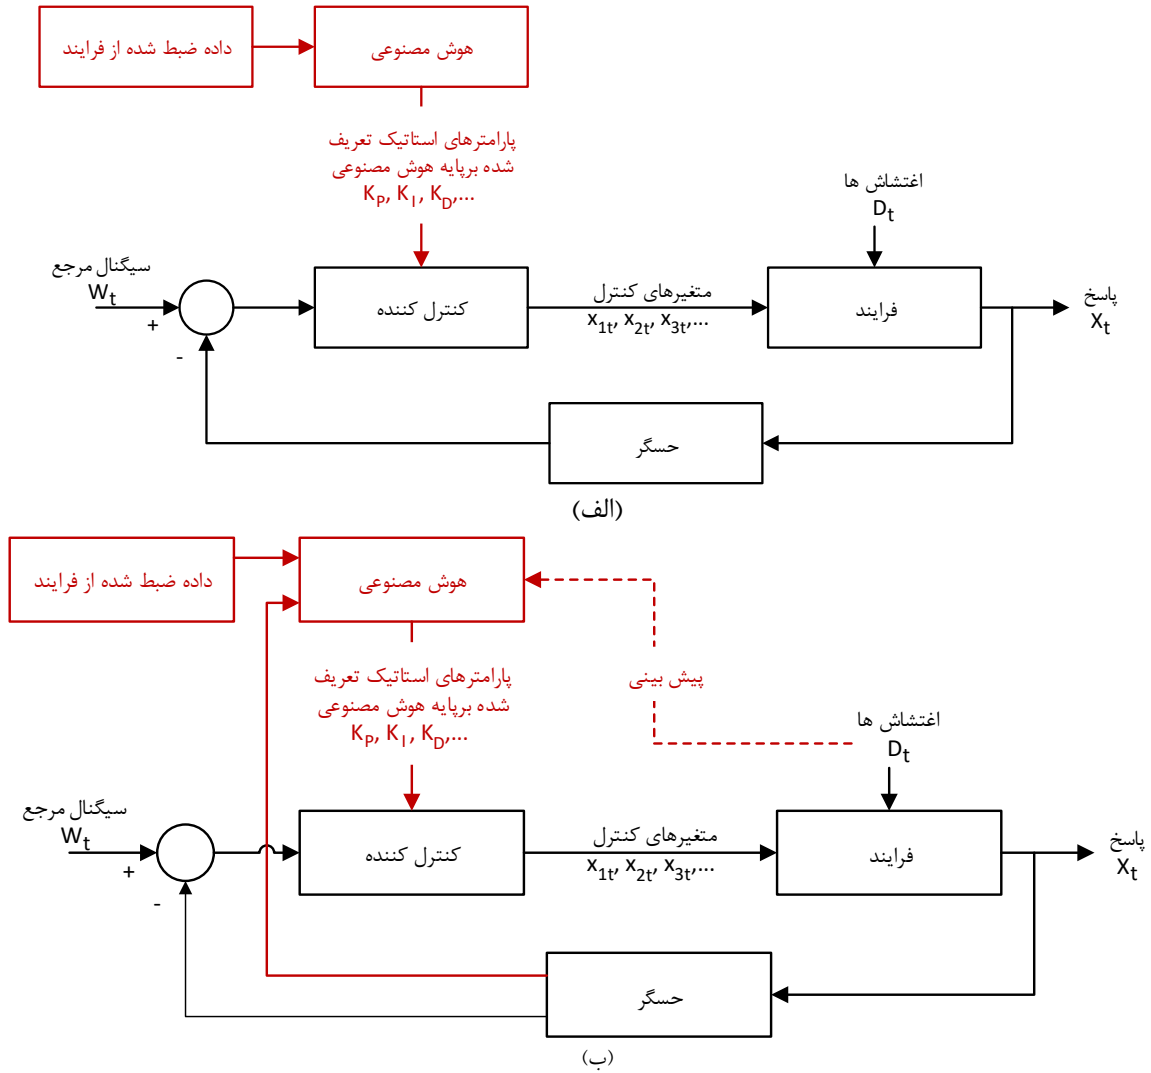 داده ضبط شده از فرایند
هوش مصنوعی
پارامترهای استاتیک تعریف
شده برپایه هوش مصنوعی
K_P, K_I, K_D,...
اغتشاش ها
D_t
سیگنال مرجع
W_t
+
-
کنترل کننده
متغیرهای کنترل
x_1t, x_2t, x_3t,...
فرایند
پاسخ
X_t
حسگر
(الف)
داده ضبط شده از فرایند
هوش مصنوعی
پارامترهای استاتیک تعریف
شده برپایه هوش مصنوعی
K_P, K_I, K_D,...
پیش بینی
اغتشاش ها
D_t
سیگنال مرجع
W_t
+
-
کنترل کننده
متغیرهای کنترل
x_1t, x_2t, x_3t,...
فرایند
پاسخ
X_t
حسگر
(ب)